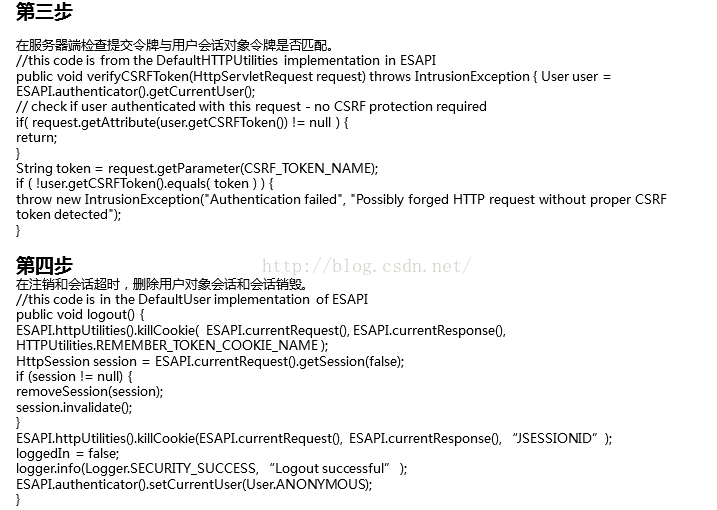 第三步
在服务器端检查提交令牌与用户会话对象令牌是否匹配。
//this code is from the DefaultHTTPUtilities implementation in ESAPI
public void verifyCSRFToken(HttpServletRequest request) throws IntrusionException { User user =
ESAPI.authenticator().getCurrentUser();
// check if user authenticated with this request - no CSRF protection required
if( request.getAttribute(user.getCSRFToken()) != null ) {
return;
}
String token = request.getParameter(CSRF_TOKEN_NAME);
if ( !user.getCSRFToken().equals( token ) ) {
throw new IntrusionException("Authentication failed", "Possibly forged HTTP request without proper CSRF
token detected");
}
第四步
http://blog.csdn.net/
在注销和会话超时，删除用户对象会话和会话销毁。
//this code is in the DefaultUser implementation of ESAPI
public void logout() {
ESAPI.httpUtilities().killCookie( ESAPI.currentRequest(), ESAPI.currentResponse(),
HTTPUtilities.REMEMBER_TOKEN_COOKIE_NAME );
HttpSession session = ESAPI.currentRequest().getSession(false);
if (session != null) {
removeSession(session);
session.invalidate();
}
ESAPI.httpUtilities().killCookie(ESAPI.currentRequest(), ESAPI.currentResponse(), “JSESSIONID”);
loggedIn = false;
logger.info(Logger.SECURITY_SUCCESS, “Logout successful”);
ESAPI.authenticator().setCurrentUser(User.ANONYMOUS);
}